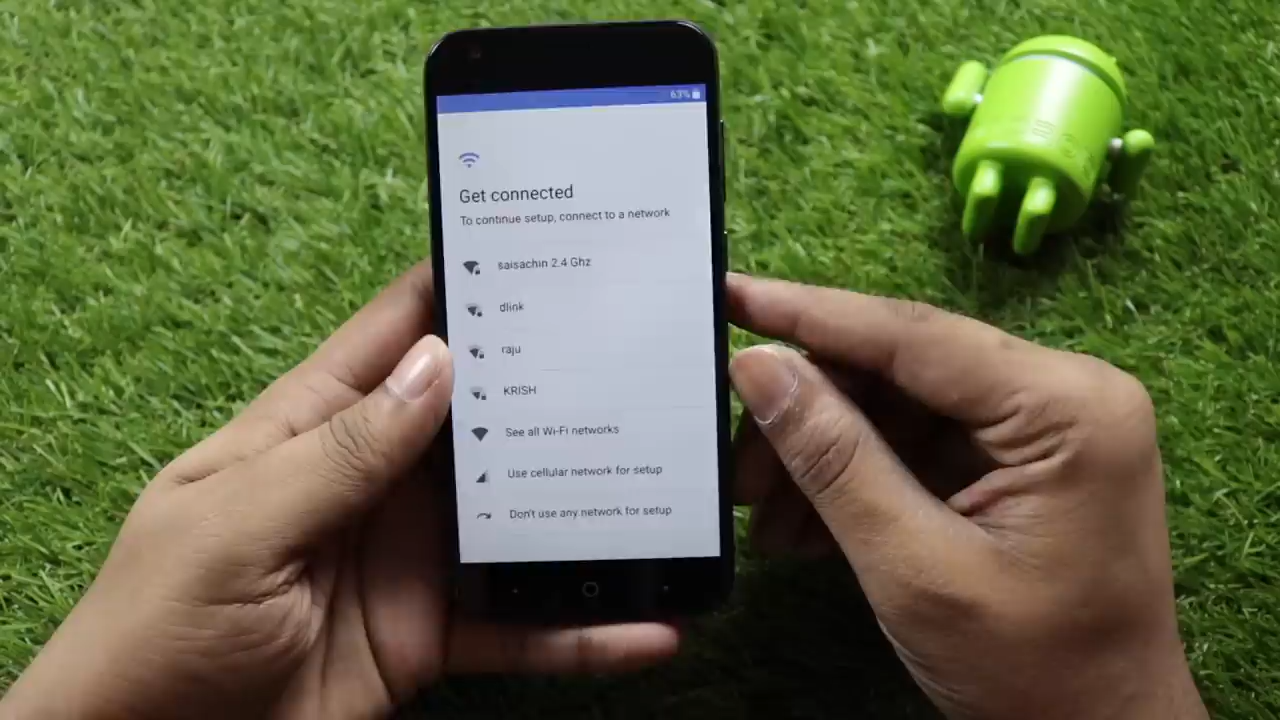 63%
Get connected
To continue setup, connect to a network
saisachin 2.4 Ghz
dlink
raju
KRISH
See all Wi-Fi networks
Use cellular network for setup
Don't use any network for setup